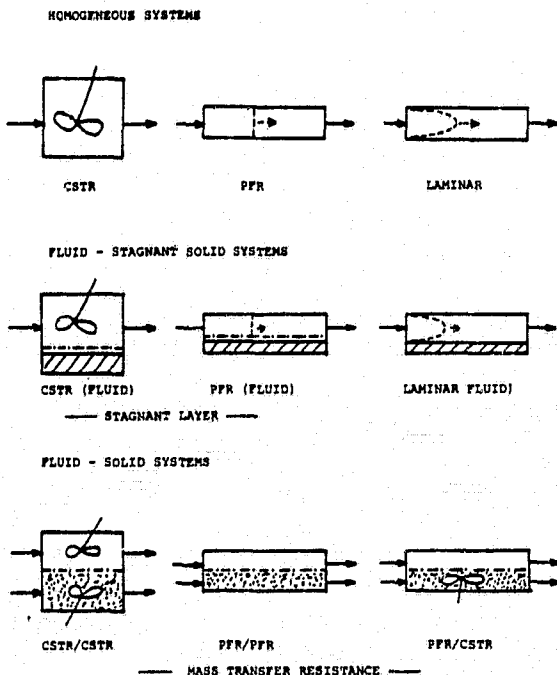 HOMOGENEOUS SYSTEMS
CSTR PFR LAMINAR
FLUID - STAGNANT SOLID SYSTEMS
CSTR (FLUID) PFR (FLUID) LAMINAR FLUID)
STAGNANT LAYER
FLUID - SOLID SYSTEMS
CSTR/CSTR PFR/PFR PFR/CSTR
MASS TRANSFER RESISTANCE